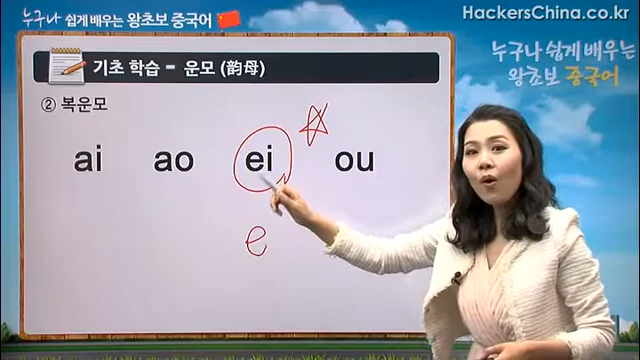 누구나 쉽게 배우는 왕초보 중국어
HackersChina.co.kr
누구나 쉽게 배우는
왕초보 중국어
기초 학습 - 운모 (韵母)
② 복운모
ai ao ei ou
e